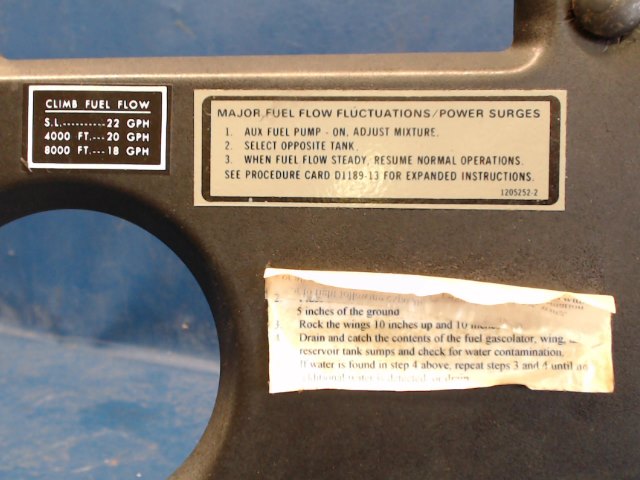 CLIMB FUEL FLOW
S.L.----------22 GPH
4000 FT.---20 GPH
8000 FT.--18 GPH
MAJOR FUEL FLOW FLUCTUATIONS/POWER SURGES
1. AUX FUEL PUMP - ON, ADJUST MIXTURE.
2. SELECT OPPOSITE TANK.
3. WHEN FUEL FLOW STEADY, RESUME NORMAL OPERATIONS.
SEE PROCEDURE CARD D1189-13 FOR EXPANDED INSTRUCTIONS.
1205252-2
2.
5 inches of the ground
3. Rock the wings 10 inches up and 10
Drain and catch the contents of the fuel gascolator, wing,
reservoir tank sumps and check for water contamination.
If water is found in step 4 above, repeat steps 3 and 4 until